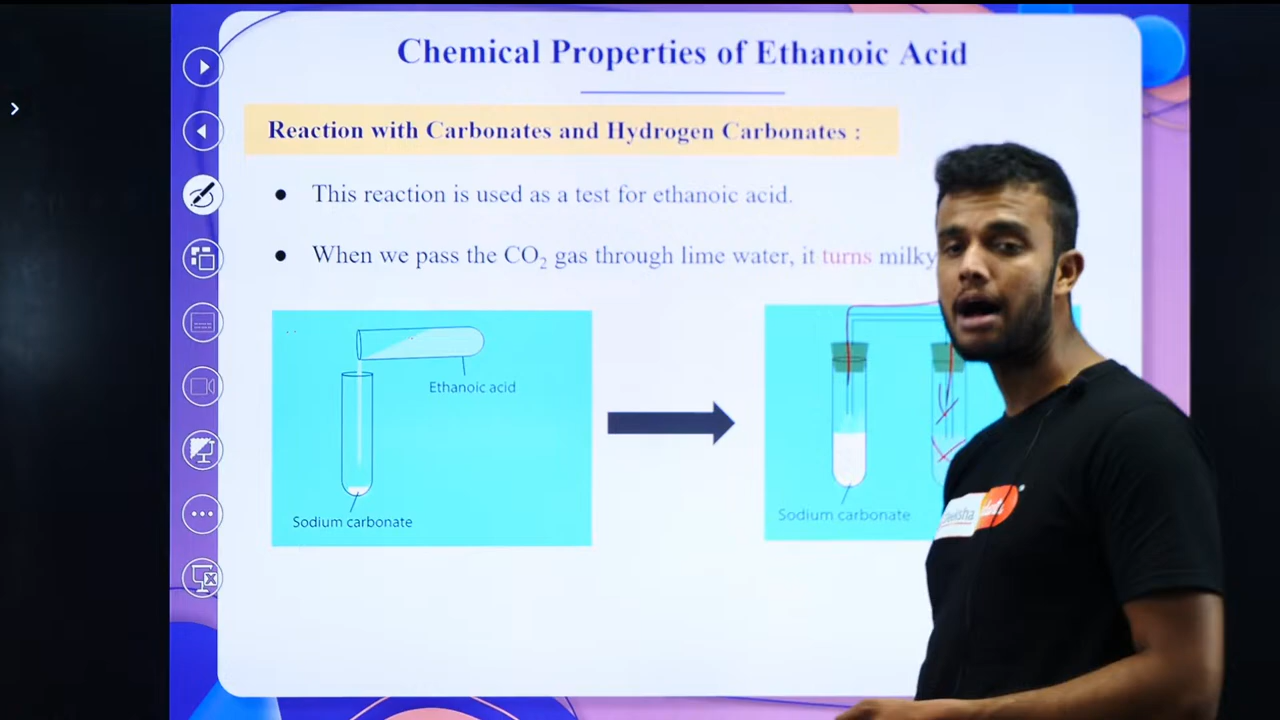 Chemical Properties of Ethanoic Acid
Reaction with Carbonates and Hydrogen Carbonates :
● This reaction is used as a test for ethanoic acid.
● When we pass the CO₂ gas through lime water, it turns milky
Ethanoic acid
Sodium carbonate
Sodium carbonate